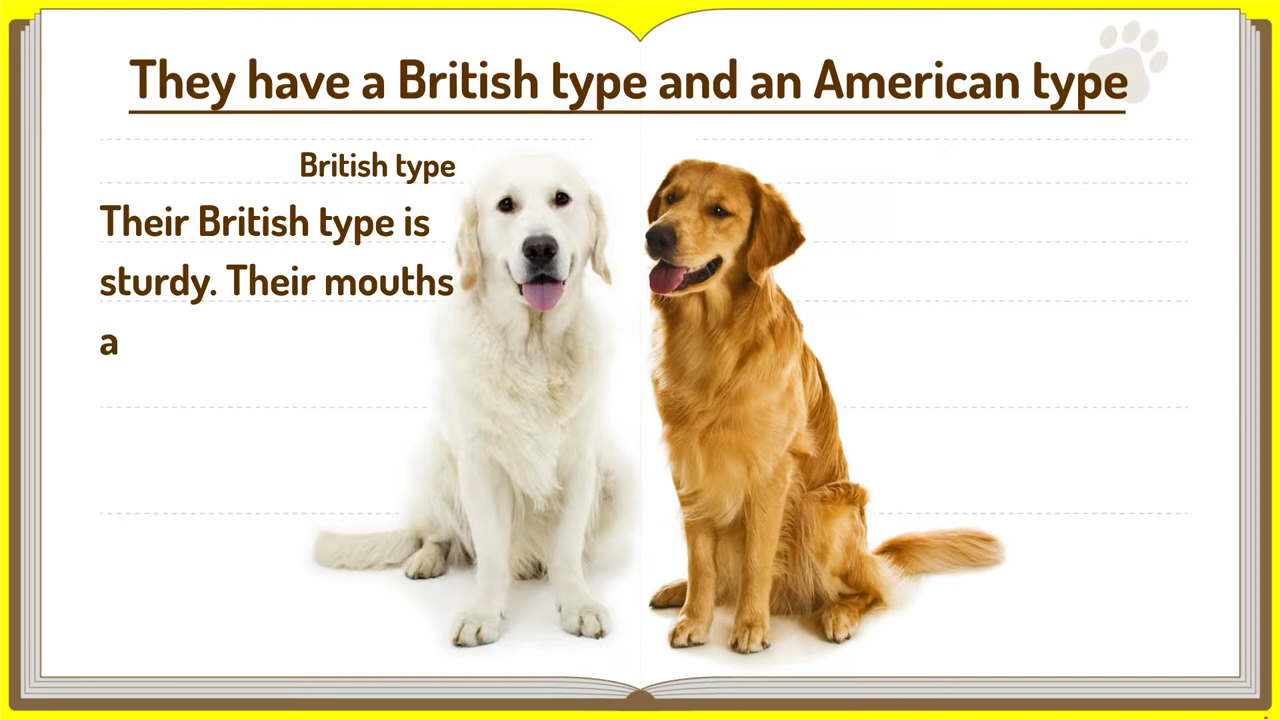 They have a British type and an American type
British type
Their British type is
sturdy. Their mouths
a